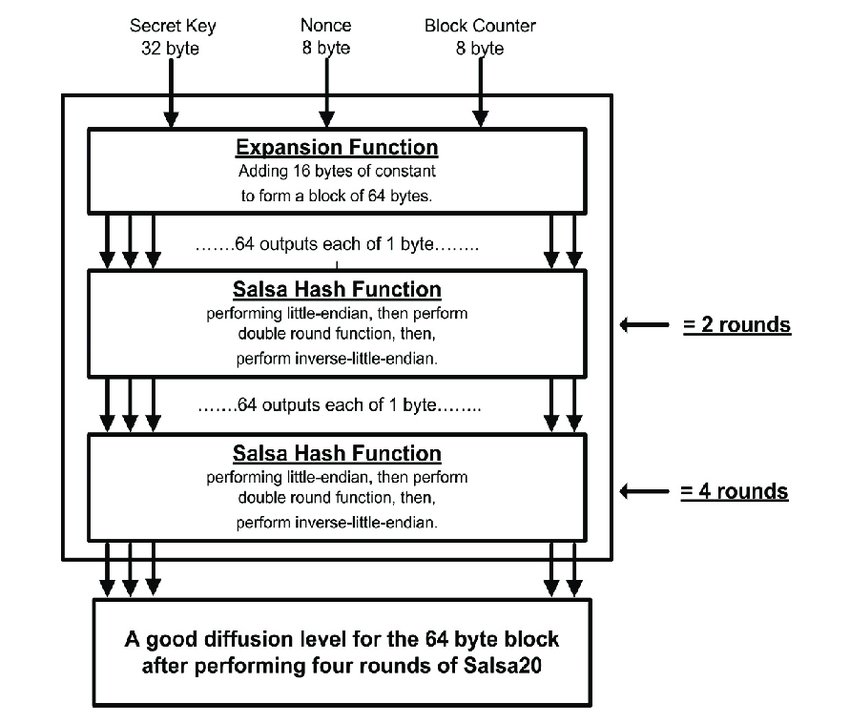 Secret Key
32 byte
Nonce
8 byte
Block Counter
8 byte
Expansion Function
Adding 16 bytes of constant
to form a block of 64 bytes.
.......64 outputs each of 1 byte........
Salsa Hash Function
performing little-endian, then perform
double round function, then,
perform inverse-little-endian.
= 2 rounds
.......64 outputs each of 1 byte........
Salsa Hash Function
performing little-endian, then perform
double round function, then,
perform inverse-little-endian.
= 4 rounds
A good diffusion level for the 64 byte block
after performing four rounds of Salsa20